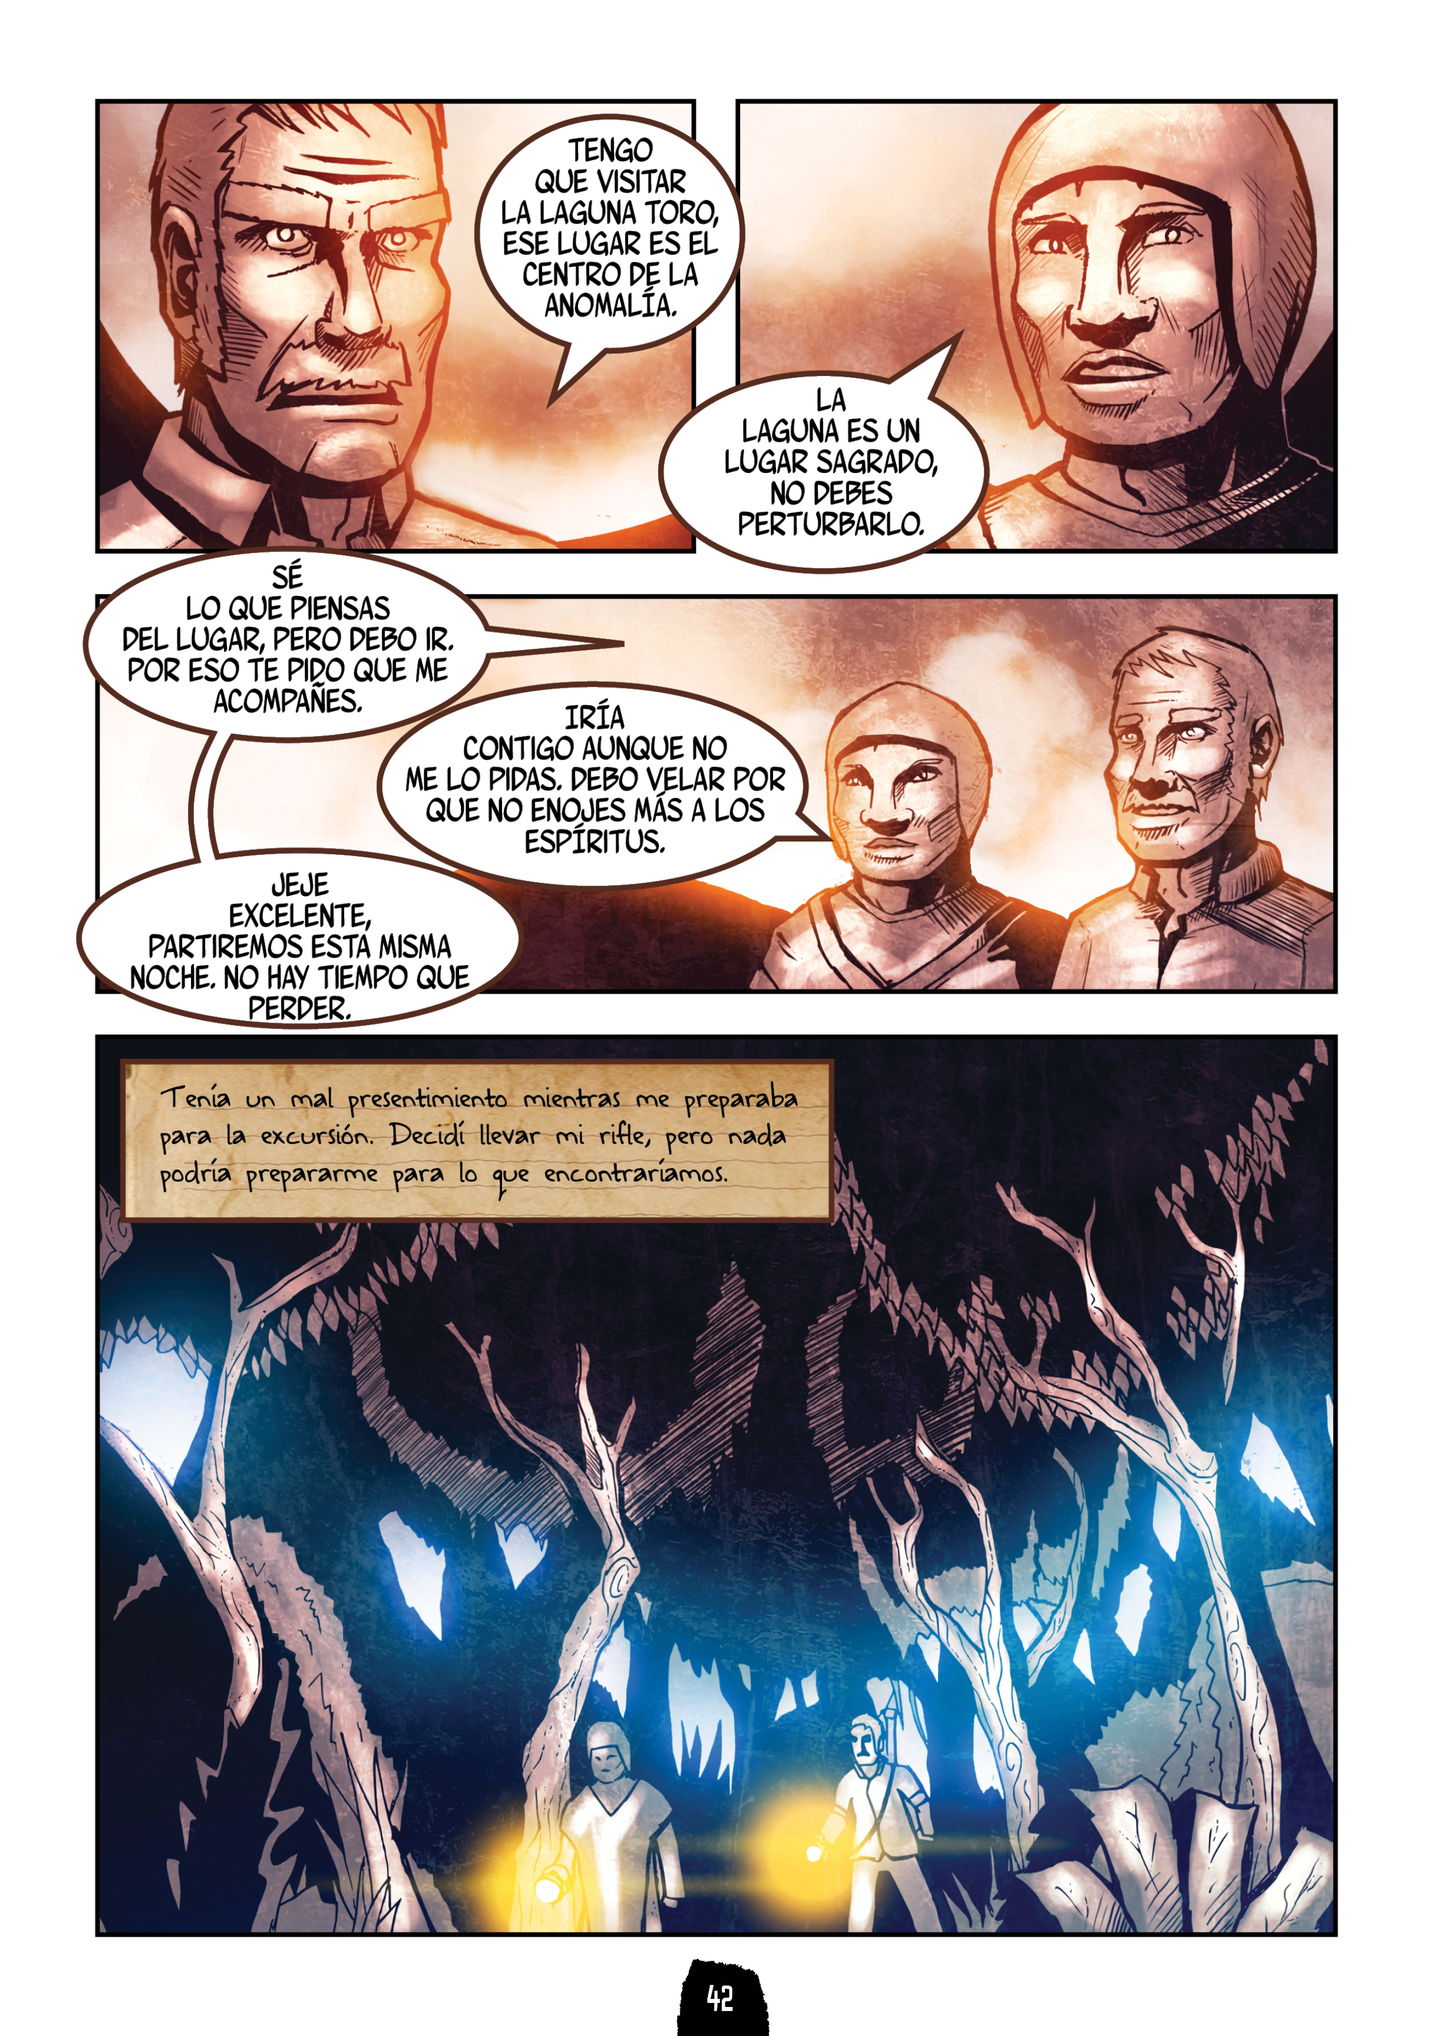 TENGO
QUE VISITAR
LA LAGUNA TORO,
ESE LUGAR ES EL
CENTRO DE LA
ANOMALÍA.
LA
LAGUNA ES UN
LUGAR SAGRADO,
NO DEBES
PERTURBARLO.
SÉ
LO QUE PIENSAS
DEL LUGAR, PERO DEBO IR.
POR ESO TE PIDO QUE ME
ACOMPAÑES.
IRÍA
CONTIGO AUNQUE NO
ME LO PIDAS. DEBO VELAR POR
QUE NO ENOJES MÁS A LOS
ESPÍRITUS.
JEJE
EXCELENTE,
PARTIREMOS ESTA MISMA
NOCHE. NO HAY TIEMPO QUE
PERDER.
Tenía un mal presentimiento mientras me preparaba
para la excursión. Decidí llevar mi rifle, pero nada
podría prepararme para lo que encontraríamos.
42